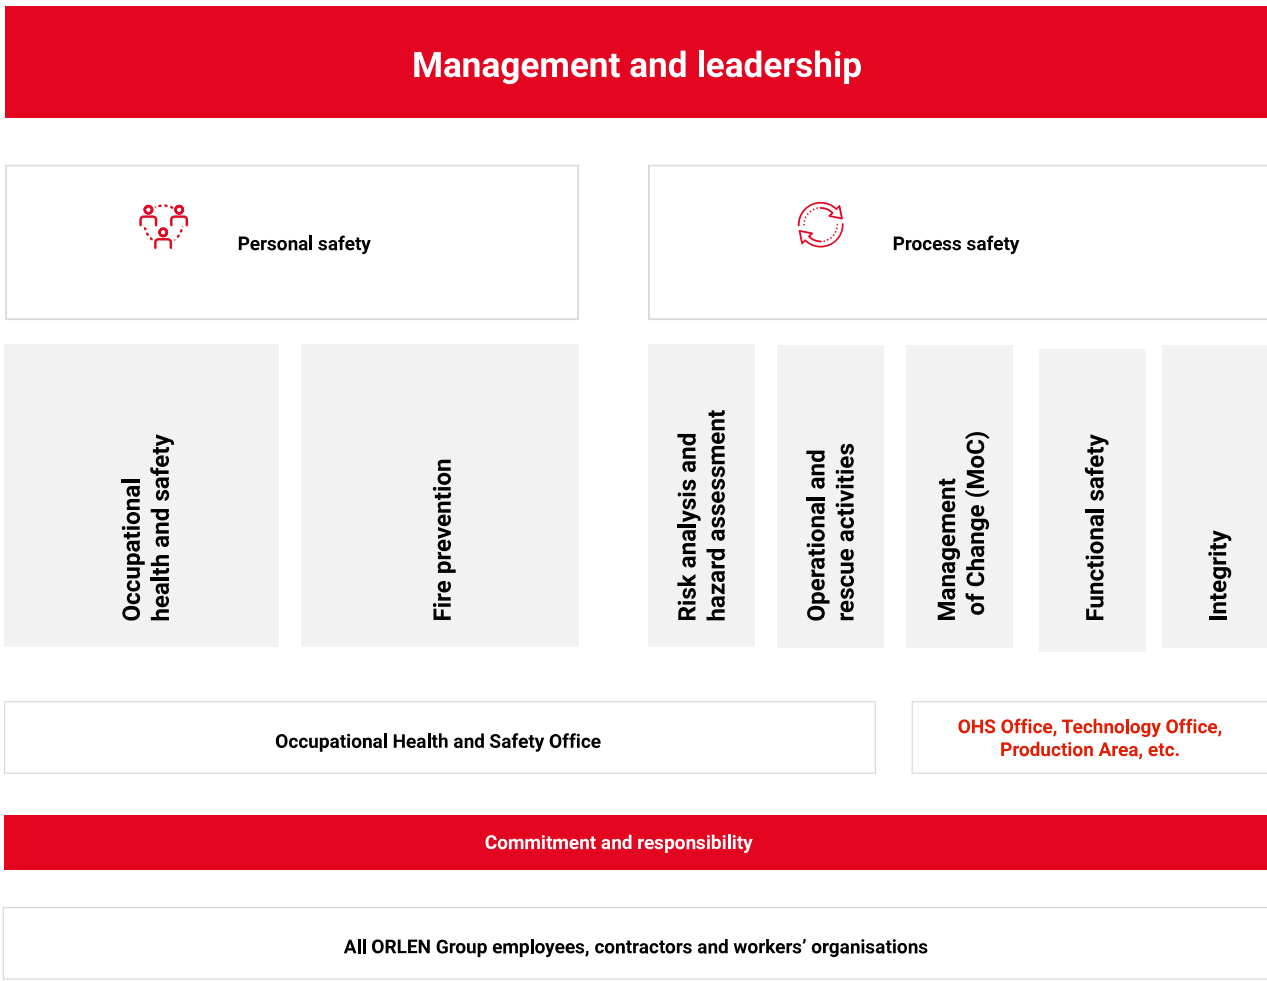 Management and leadership
Personal safety
Process safety
Occupational
health and safety
Fire prevention
Risk analysis and
hazard assessment
Operational and
rescue activities
Management
of Change (MoC)
Functional safety
Integrity
Occupational Health and Safety Office
OHS Office, Technology Office,
Production Area, etc.
Commitment and responsibility
All ORLEN Group employees, contractors and workers’ organisations